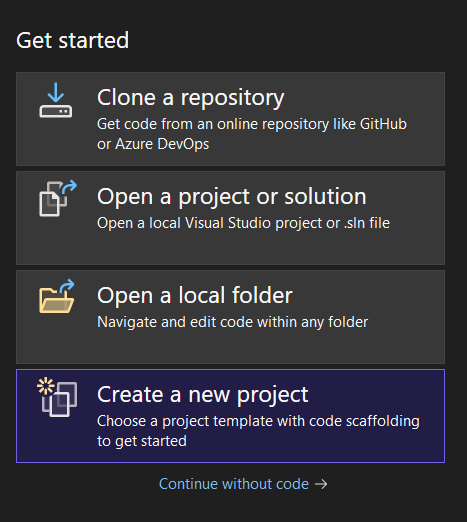 Get started
Clone a repository
Get code from an online repository like GitHub
or Azure DevOps
Open a project or solution
Open a local Visual Studio project or .sln file
Open a local folder
Navigate and edit code within any folder
Create a new project
Choose a project template with code scaffolding
to get started
Continue without code →